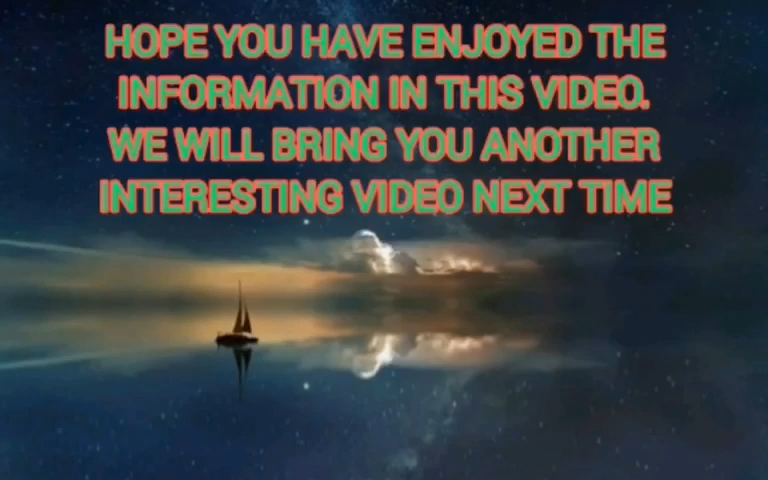 HOPE YOU HAVE ENJOYED THE
INFORMATION IN THIS VIDEO.
WE WILL BRING YOU ANOTHER
INTERESTING VIDEO NEXT TIME